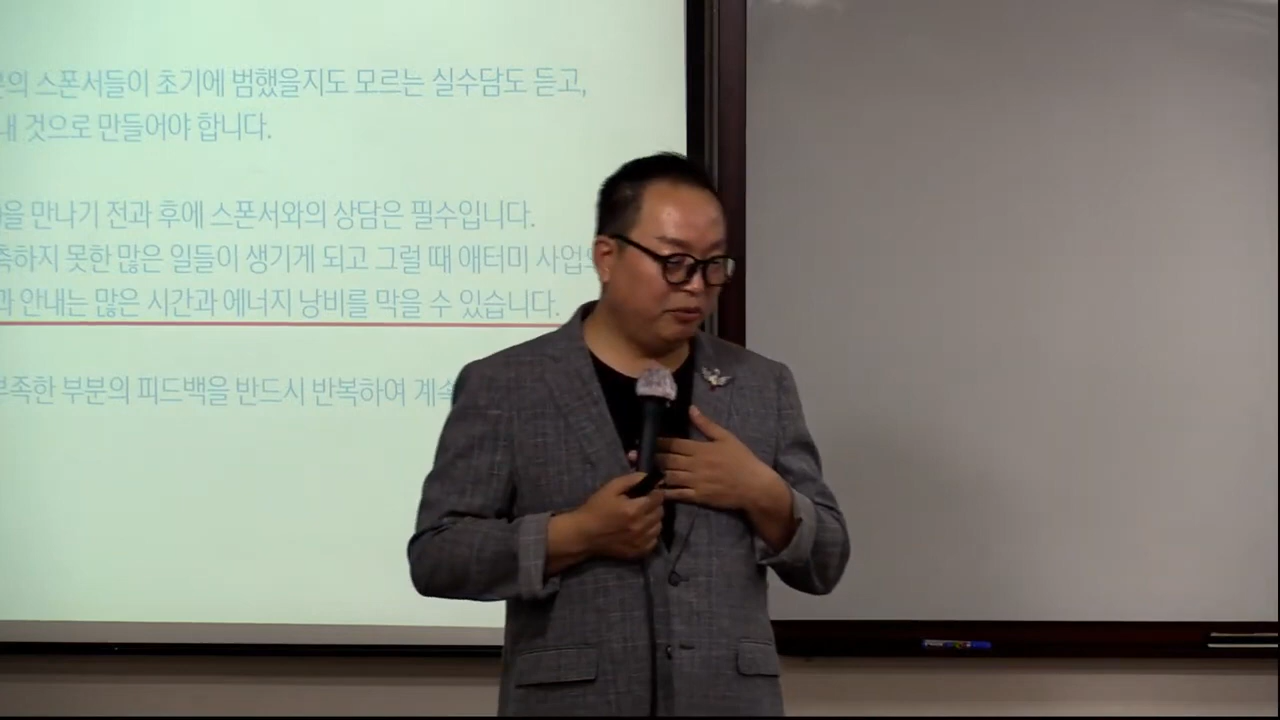 의 스폰서들이 초기에 범했을지도 모르는 실수담도 듣고,
내 것으로 만들어야 합니다.
을 만나기 전과 후에 스폰서와의 상담은 필수입니다.
측하지 못한 많은 일들이 생기게 되고 그럴 때 애터미 사업
과 안내는 많은 시간과 에너지 낭비를 막을 수 있습니다.
부족한 부분의 피드백을 반드시 반복하여 계속